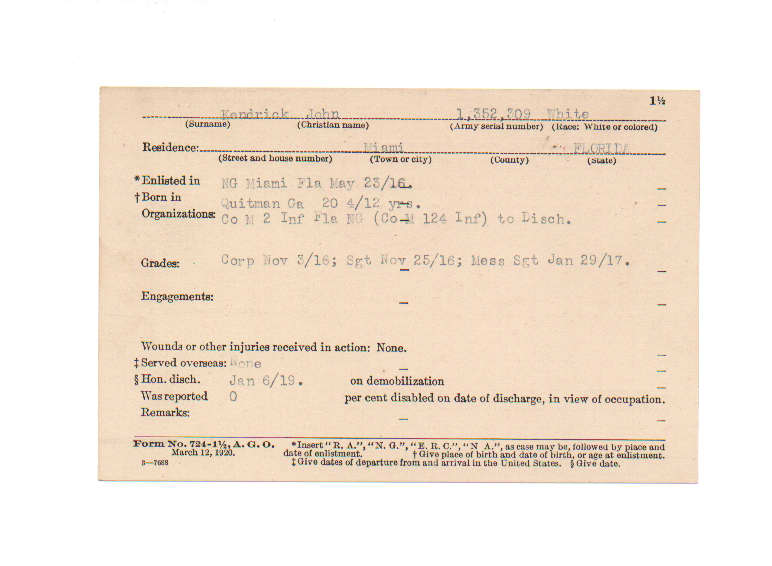 1½
Kendrick John 1,352,309 White
(Surname) (Christian name) (Army serial number) (Race: White or colored)
Residence: Miami FLORIDA
(Street and house number) (Town or city) (County) (State)
*Enlisted in NG Miami Fla May 23/16.
†Born in Quitman Ga 20 4/12 yrs.
Organizations: Co M 2 Inf Fla NG (Co M 124 Inf) to Disch.
Grades: Corp Nov 3/16; Sgt Nov 25/16; Mess Sgt Jan 29/17.
Engagements:
Wounds or other injuries received in action: None.
‡Served overseas: None
§Hon. disch. Jan 6/19. on demobilization
Was reported 0 per cent disabled on date of discharge, in view of occupation.
Remarks:
Form No. 724-1½, A. G. O. *Insert "R. A.", "N. G.", "E. R. C.", "N A.", as case may be, followed by place and
March 12, 1920. date of enlistment. †Give place of birth and date of birth, or age at enlistment.
3—7688 ‡Give dates of departure from and arrival in the United States. §Give date.